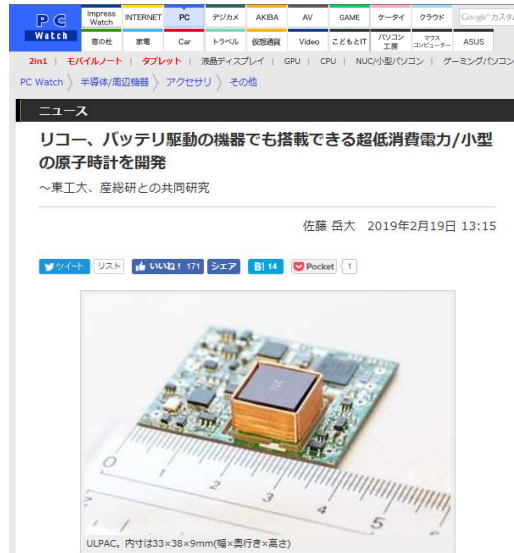 PC Watch
Impress Watch INTERNET PC デジカメ AKIBA AV GAME ケータイ クラウド Google カスタ
窓の杜 家電 Car トラベル 仮想通貨 Video こどもとIT パソコン工房 マウスコンピューター ASUS
2in1 | モバイルノート | タブレット | 液晶ディスプレイ | GPU | CPU | NUC/小型パソコン | ゲーミングパソコン
PC Watch 〉 半導体/周辺機器 〉 アクセサリ 〉 その他
ニュース
リコー、バッテリ駆動の機器でも搭載できる超低消費電力/小型
の原子時計を開発
～東工大、産総研との共同研究
佐藤 岳大 2019年2月19日 13:15
ツイート リスト いいね! 171 シェア B! 14 Pocket 1
0 1 2 3 4 5
ULPAC。内寸は33×38×9mm(幅×奥行き×高さ)